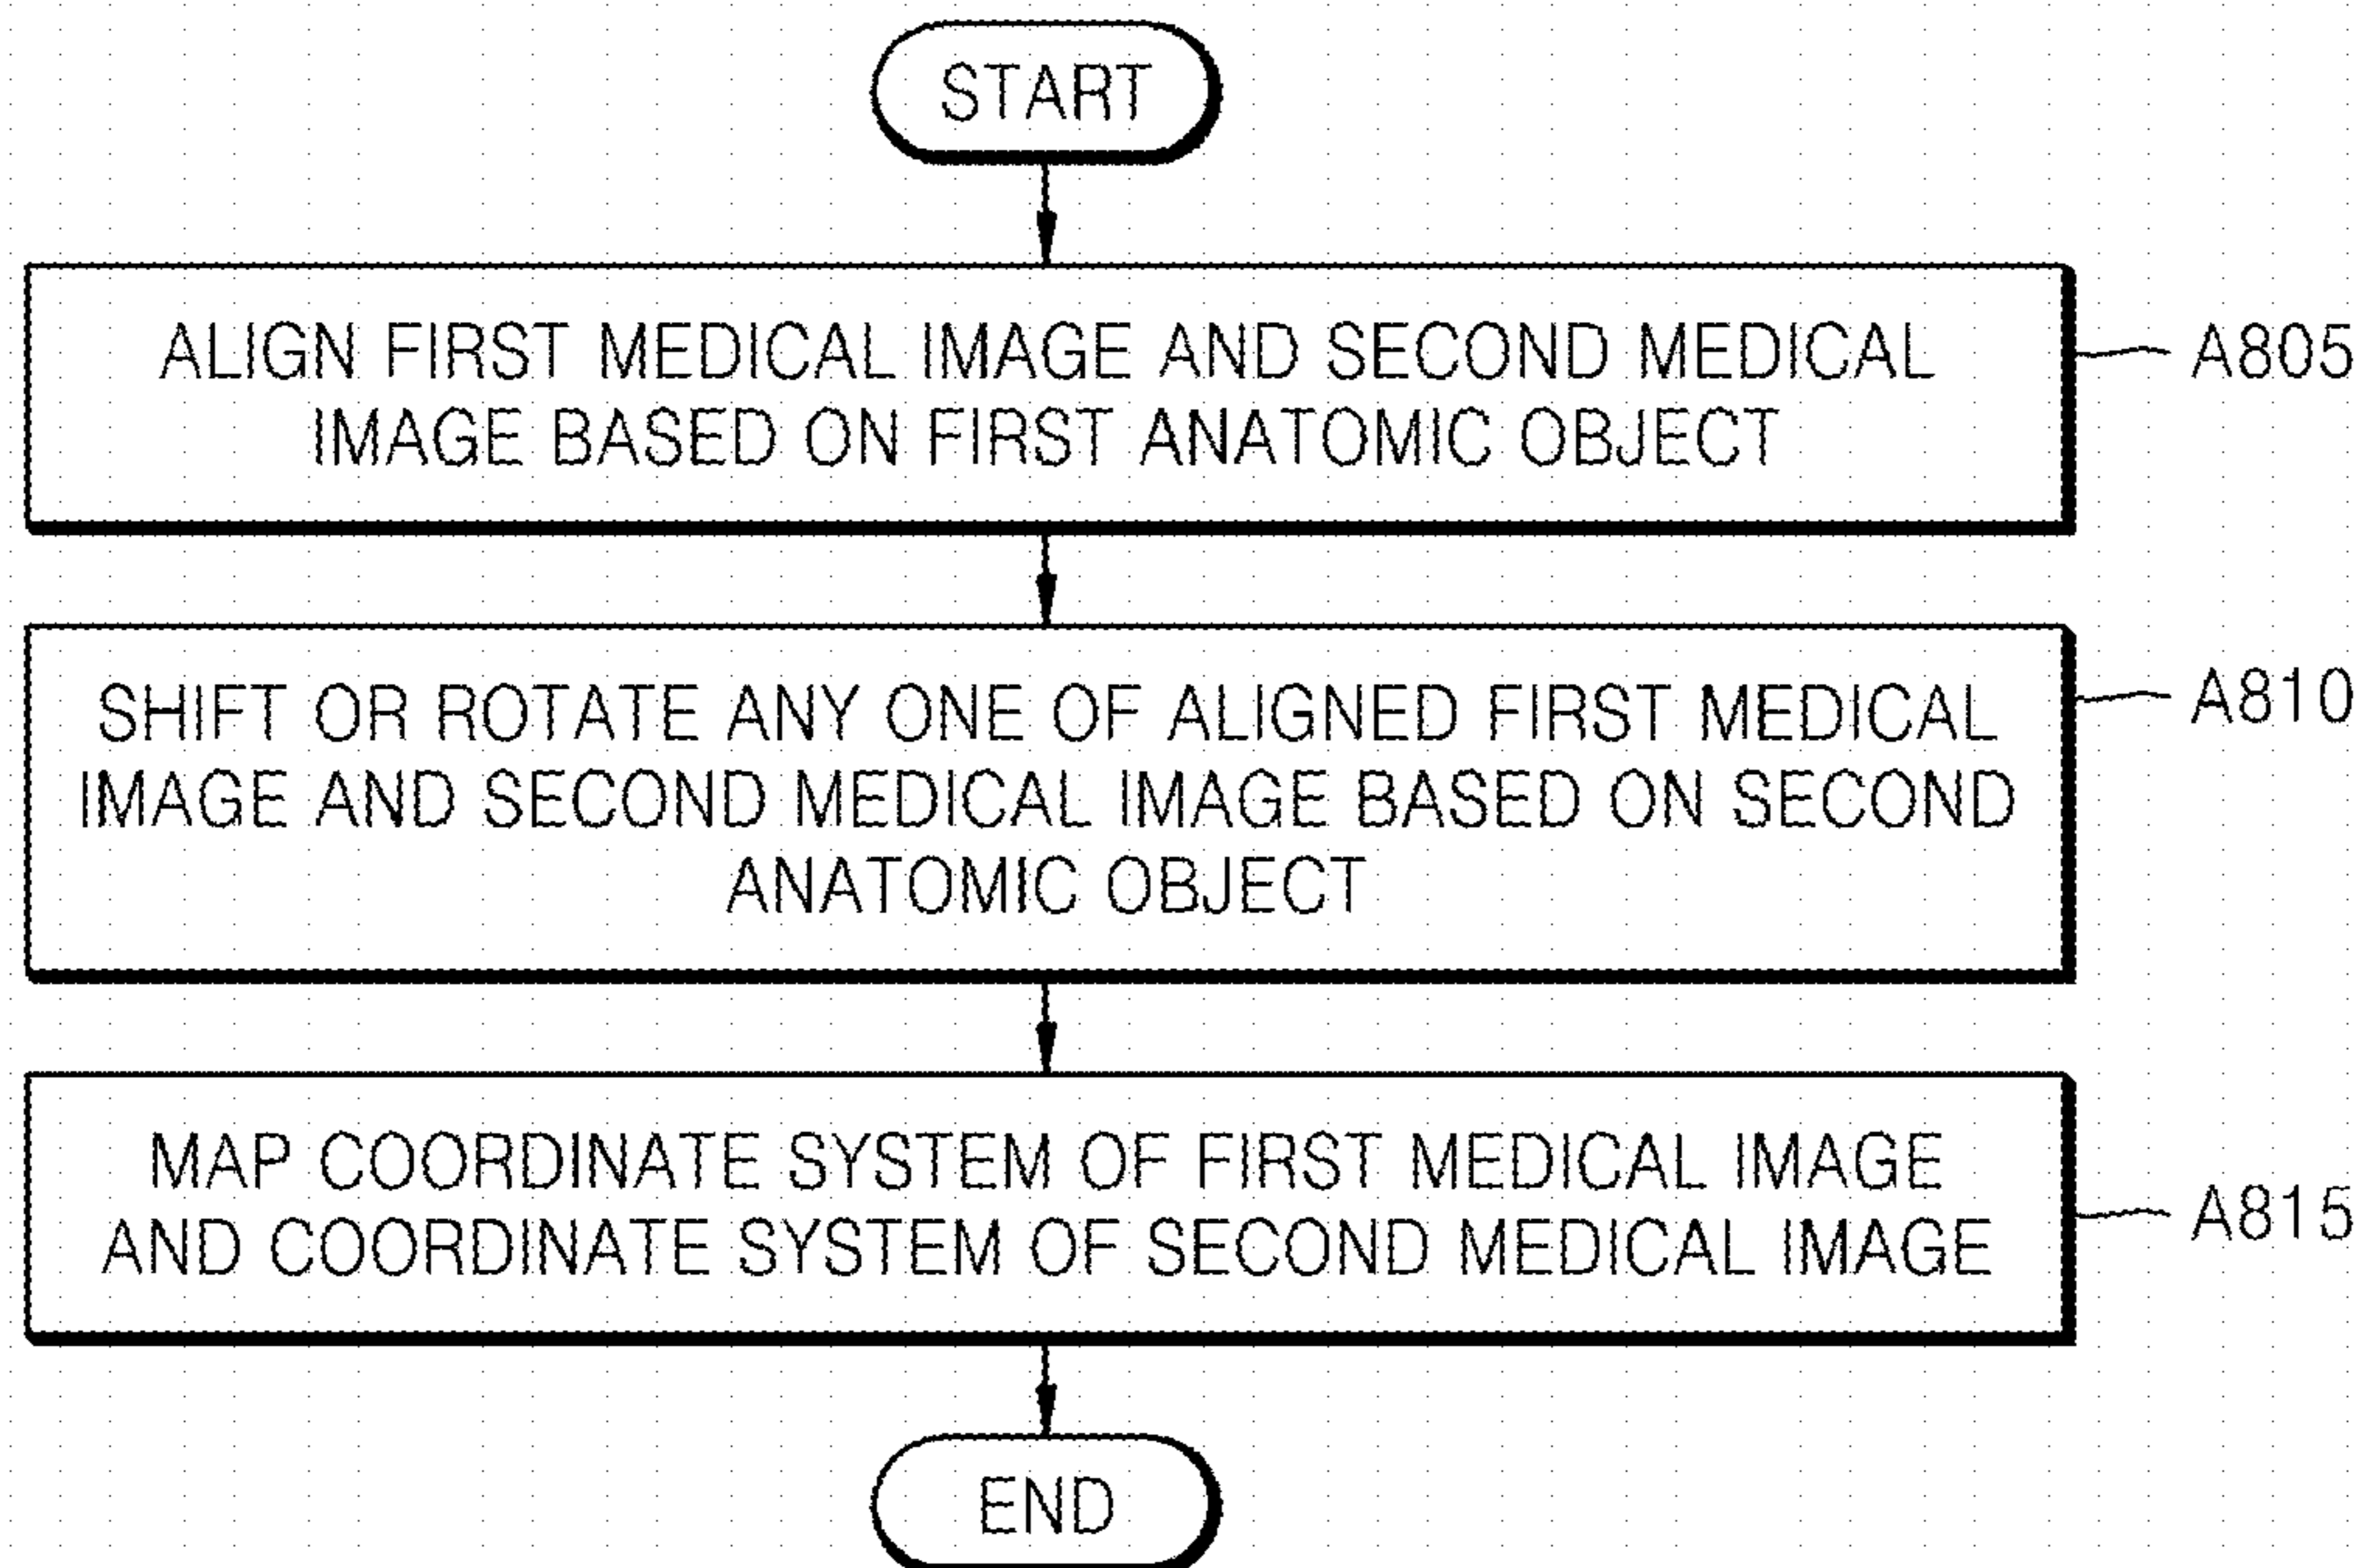 START
ALIGN FIRST MEDICAL IMAGE AND SECOND MEDICAL
IMAGE BASED ON FIRST ANATOMIC OBJECT
A805
SHIFT OR ROTATE ANY ONE OF ALIGNED FIRST MEDICAL
IMAGE AND SECOND MEDICAL IMAGE BASED ON SECOND
ANATOMIC OBJECT
A810
MAP COORDINATE SYSTEM OF FIRST MEDICAL IMAGE
AND COORDINATE SYSTEM OF SECOND MEDICAL IMAGE
A815
END